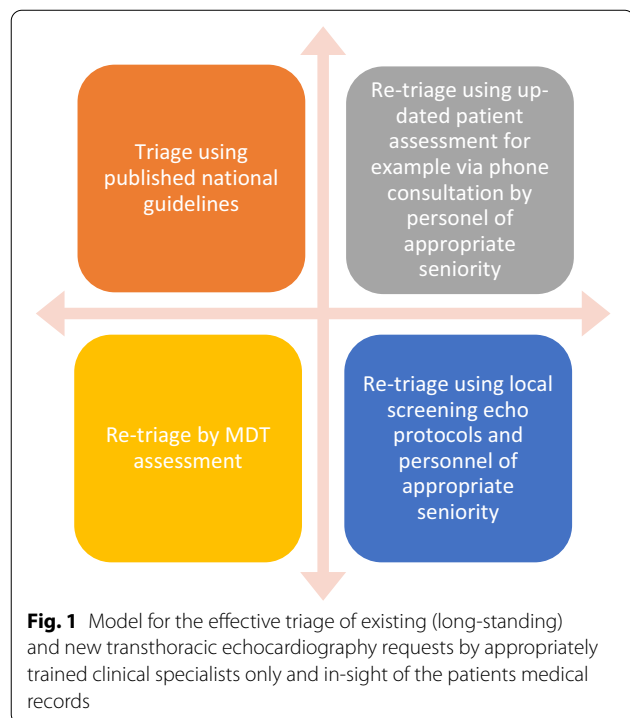 Triage using
published national
guidelines
Re-triage using up-
dated patient
assessment for
example via phone
consultation by
personel of
appropriate
seniority
Re-triage by MDT
assessment
Re-triage using local
screening echo
protocols and
personnel of
appropriate
seniority
Fig. 1 Model for the effective triage of existing (long-standing)
and new transthoracic echocardiography requests by appropriately
trained clinical specialists only and in-sight of the patients medical
records